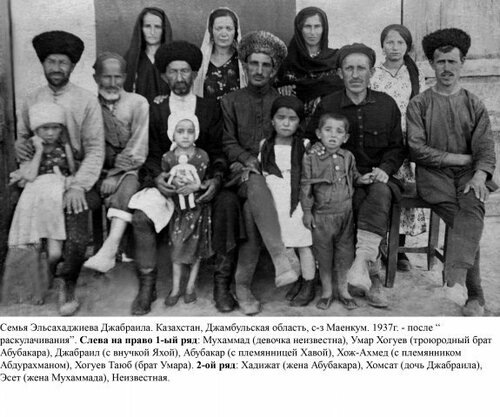 Семья Эльсахаджиева Джабраила. Казахстан, Джамбульская область, с-з Маенкум. 1937г. - после “
раскулачивания”. Слева на право 1-ый ряд: Мухаммад (девочка неизвестна), Умар Хогуев (троюродный брат
Абубакара), Джабраил (с внучкой Яхой), Абубакар (с племянницей Хавой), Хож-Ахмед (с племянником
Абдурахманом), Хогуев Таюб (брат Умара). 2-ой ряд: Хадижат (жена Абубакара), Хомсат (дочь Джабраила),
Эсет (жена Мухаммада), Неизвестная.